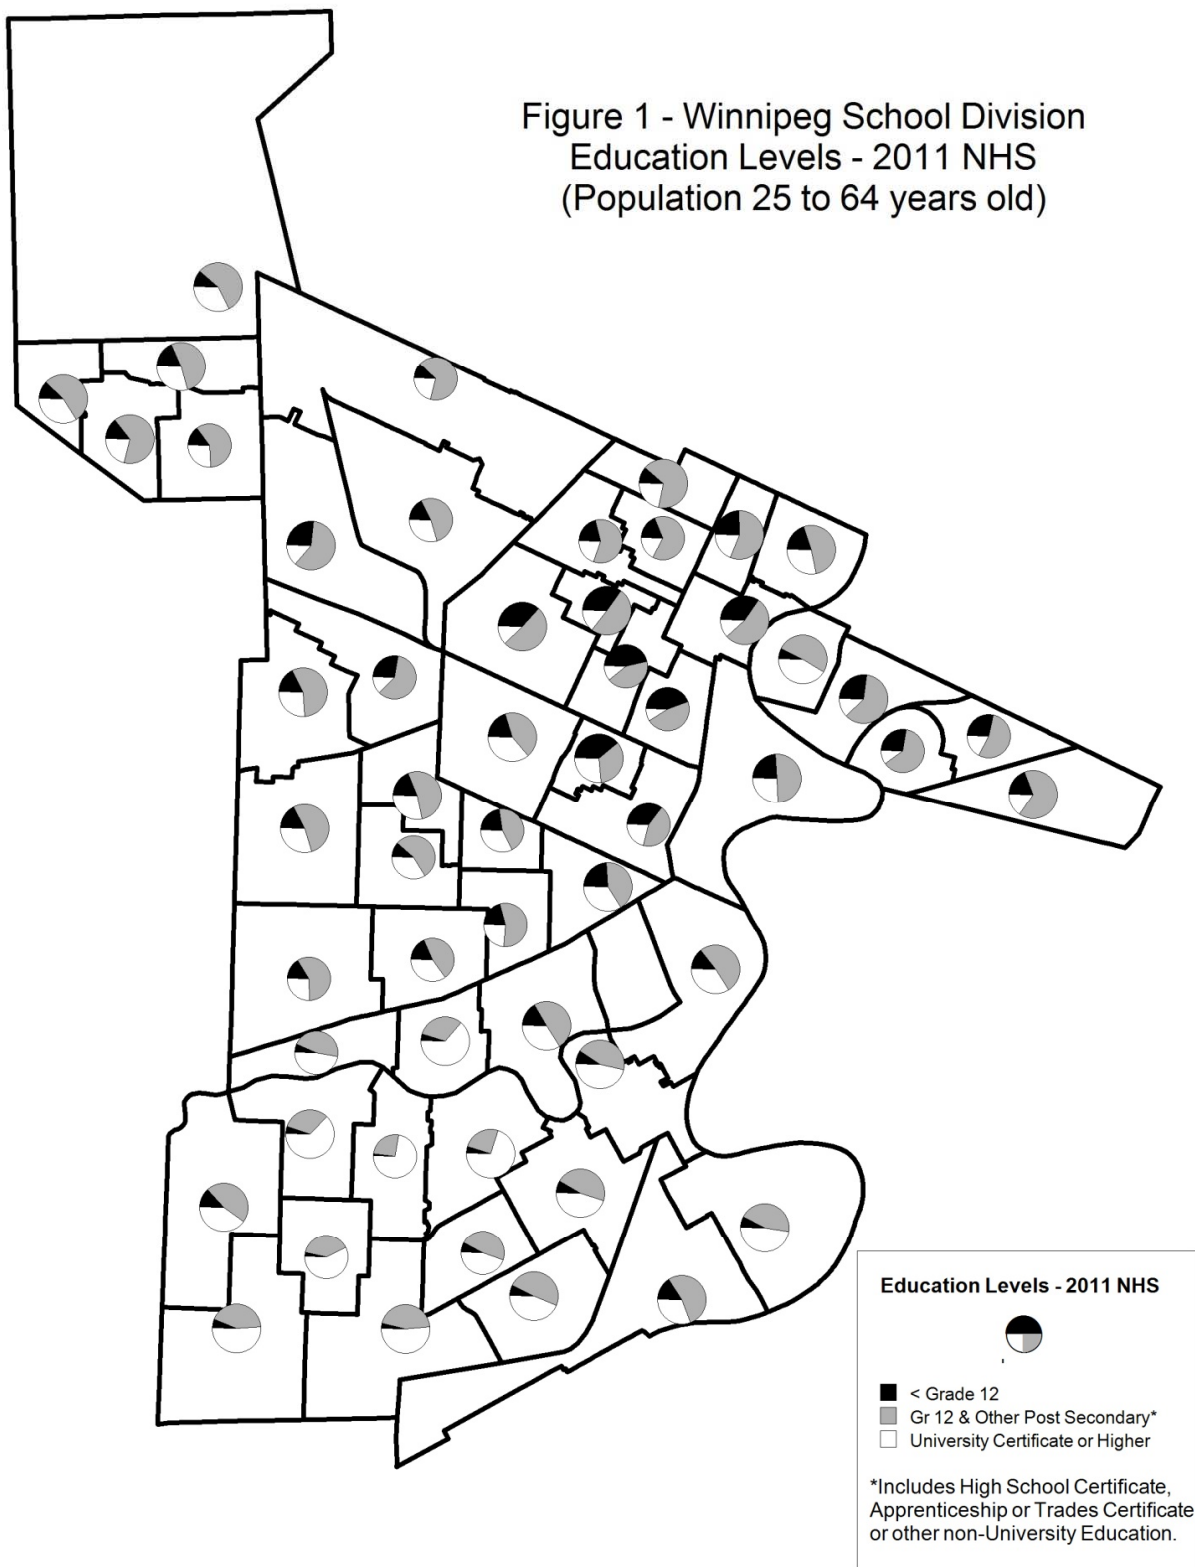 Figure 1 - Winnipeg School Division
Education Levels - 2011 NHS
(Population 25 to 64 years old)
Education Levels - 2011 NHS
< Grade 12
Gr 12 & Other Post Secondary*
University Certificate or Higher
*Includes High School Certificate,
Apprenticeship or Trades Certificate
or other non-University Education.